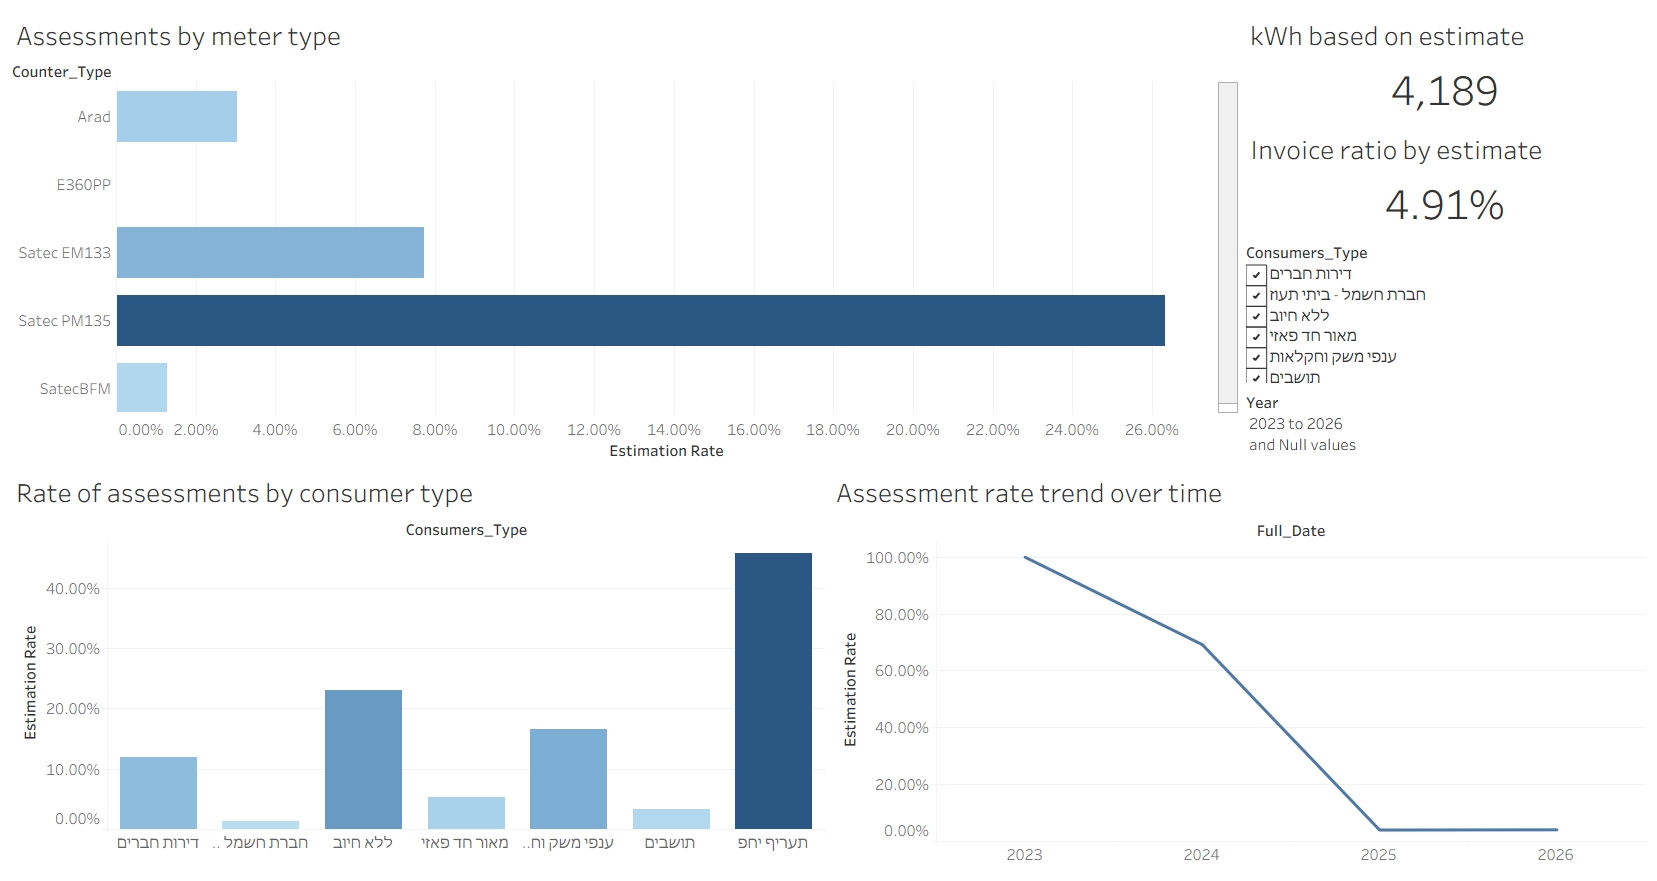 Assessments by meter type
Counter_Type
Arad
E360PP
Satec EM133
Satec PM135
SatecBFM
0.00% 2.00% 4.00% 6.00% 8.00% 10.00% 12.00% 14.00% 16.00% 18.00% 20.00% 22.00% 24.00% 26.00%
Estimation Rate
kWh based on estimate
4,189
Invoice ratio by estimate
4.91%
Consumers_Type
דירות חברים
חברת חשמל - ביתי תעוז
ללא חיוב
מאור חד פאזי
ענפי משק וחקלאות
תושבים
Year
2023 to 2026
and Null values
Rate of assessments by consumer type
Consumers_Type
Estimation Rate
40.00%
30.00%
20.00%
10.00%
0.00%
דירות חברים
חברת חשמל ..
ללא חיוב
מאור חד פאזי
ענפי משק וח..
תושבים
תעריף יחפ
Assessment rate trend over time
Full_Date
Estimation Rate
100.00%
80.00%
60.00%
40.00%
20.00%
0.00%
2023 2024 2025 2026